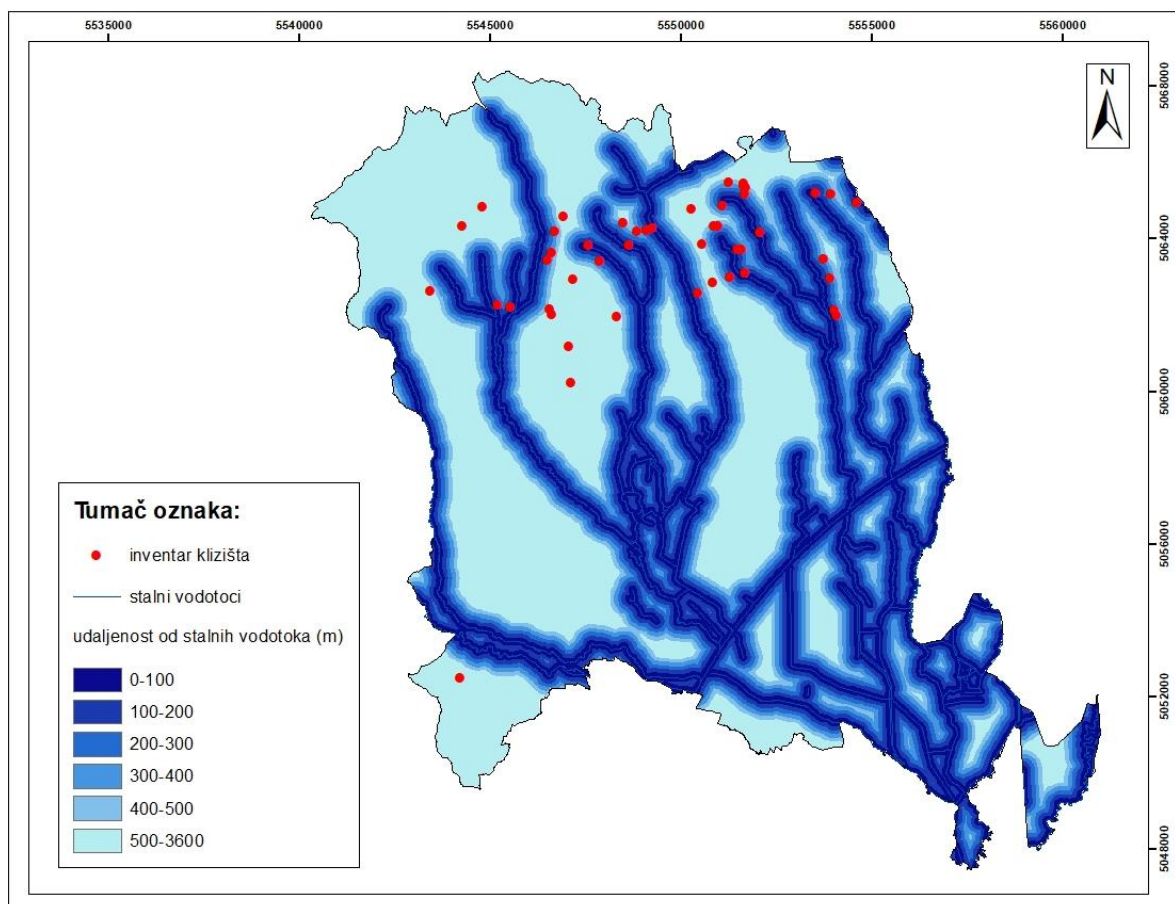 5535000 5540000 5545000 5550000 5555000 5560000
N
5068000
5064000
5060000
5056000
5052000
5048000
Tumač oznaka:
inventar klizišta
stalni vodotoci
udaljenost od stalnih vodotoka (m)
0-100
100-200
200-300
300-400
400-500
500-3600